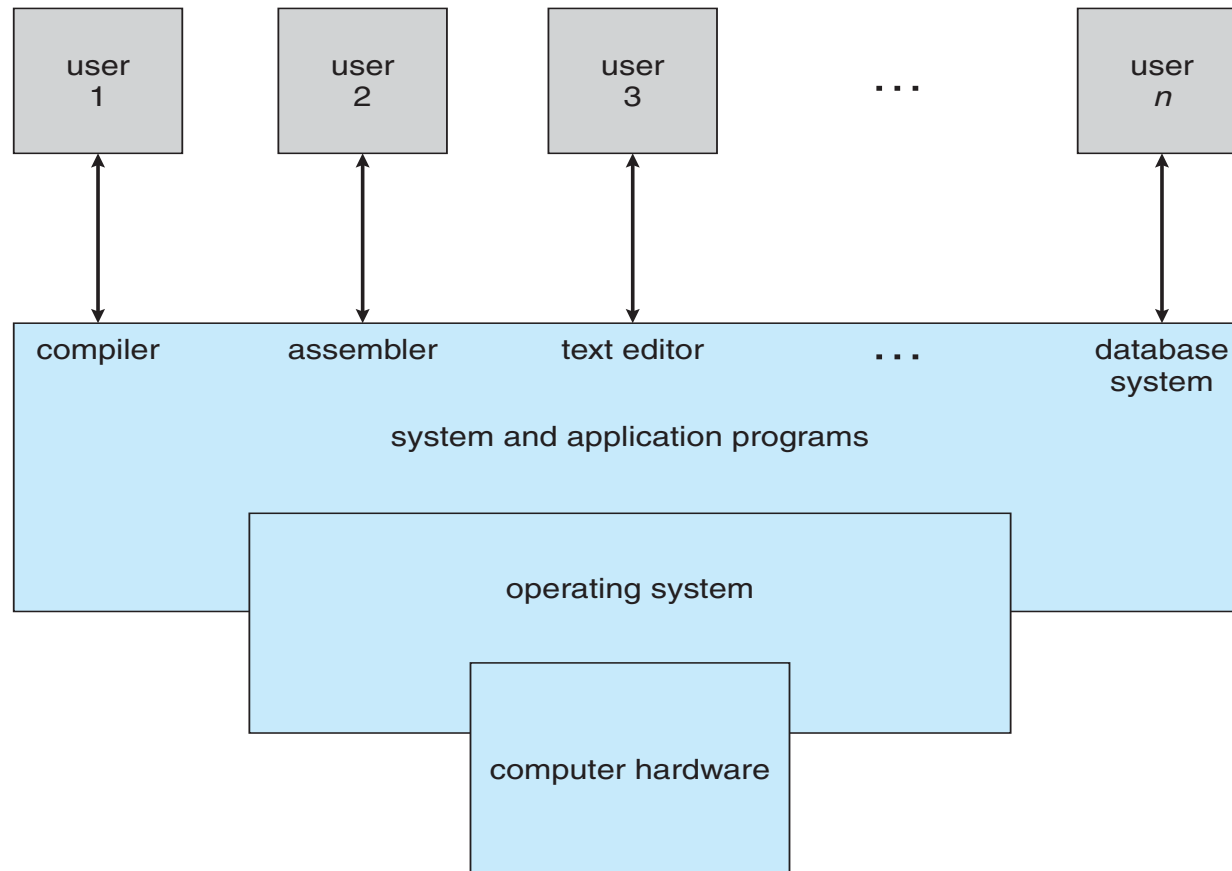 user
1
user
2
user
3
...
user
n
compiler
assembler
text editor
...
database
system
system and application programs
operating system
computer hardware